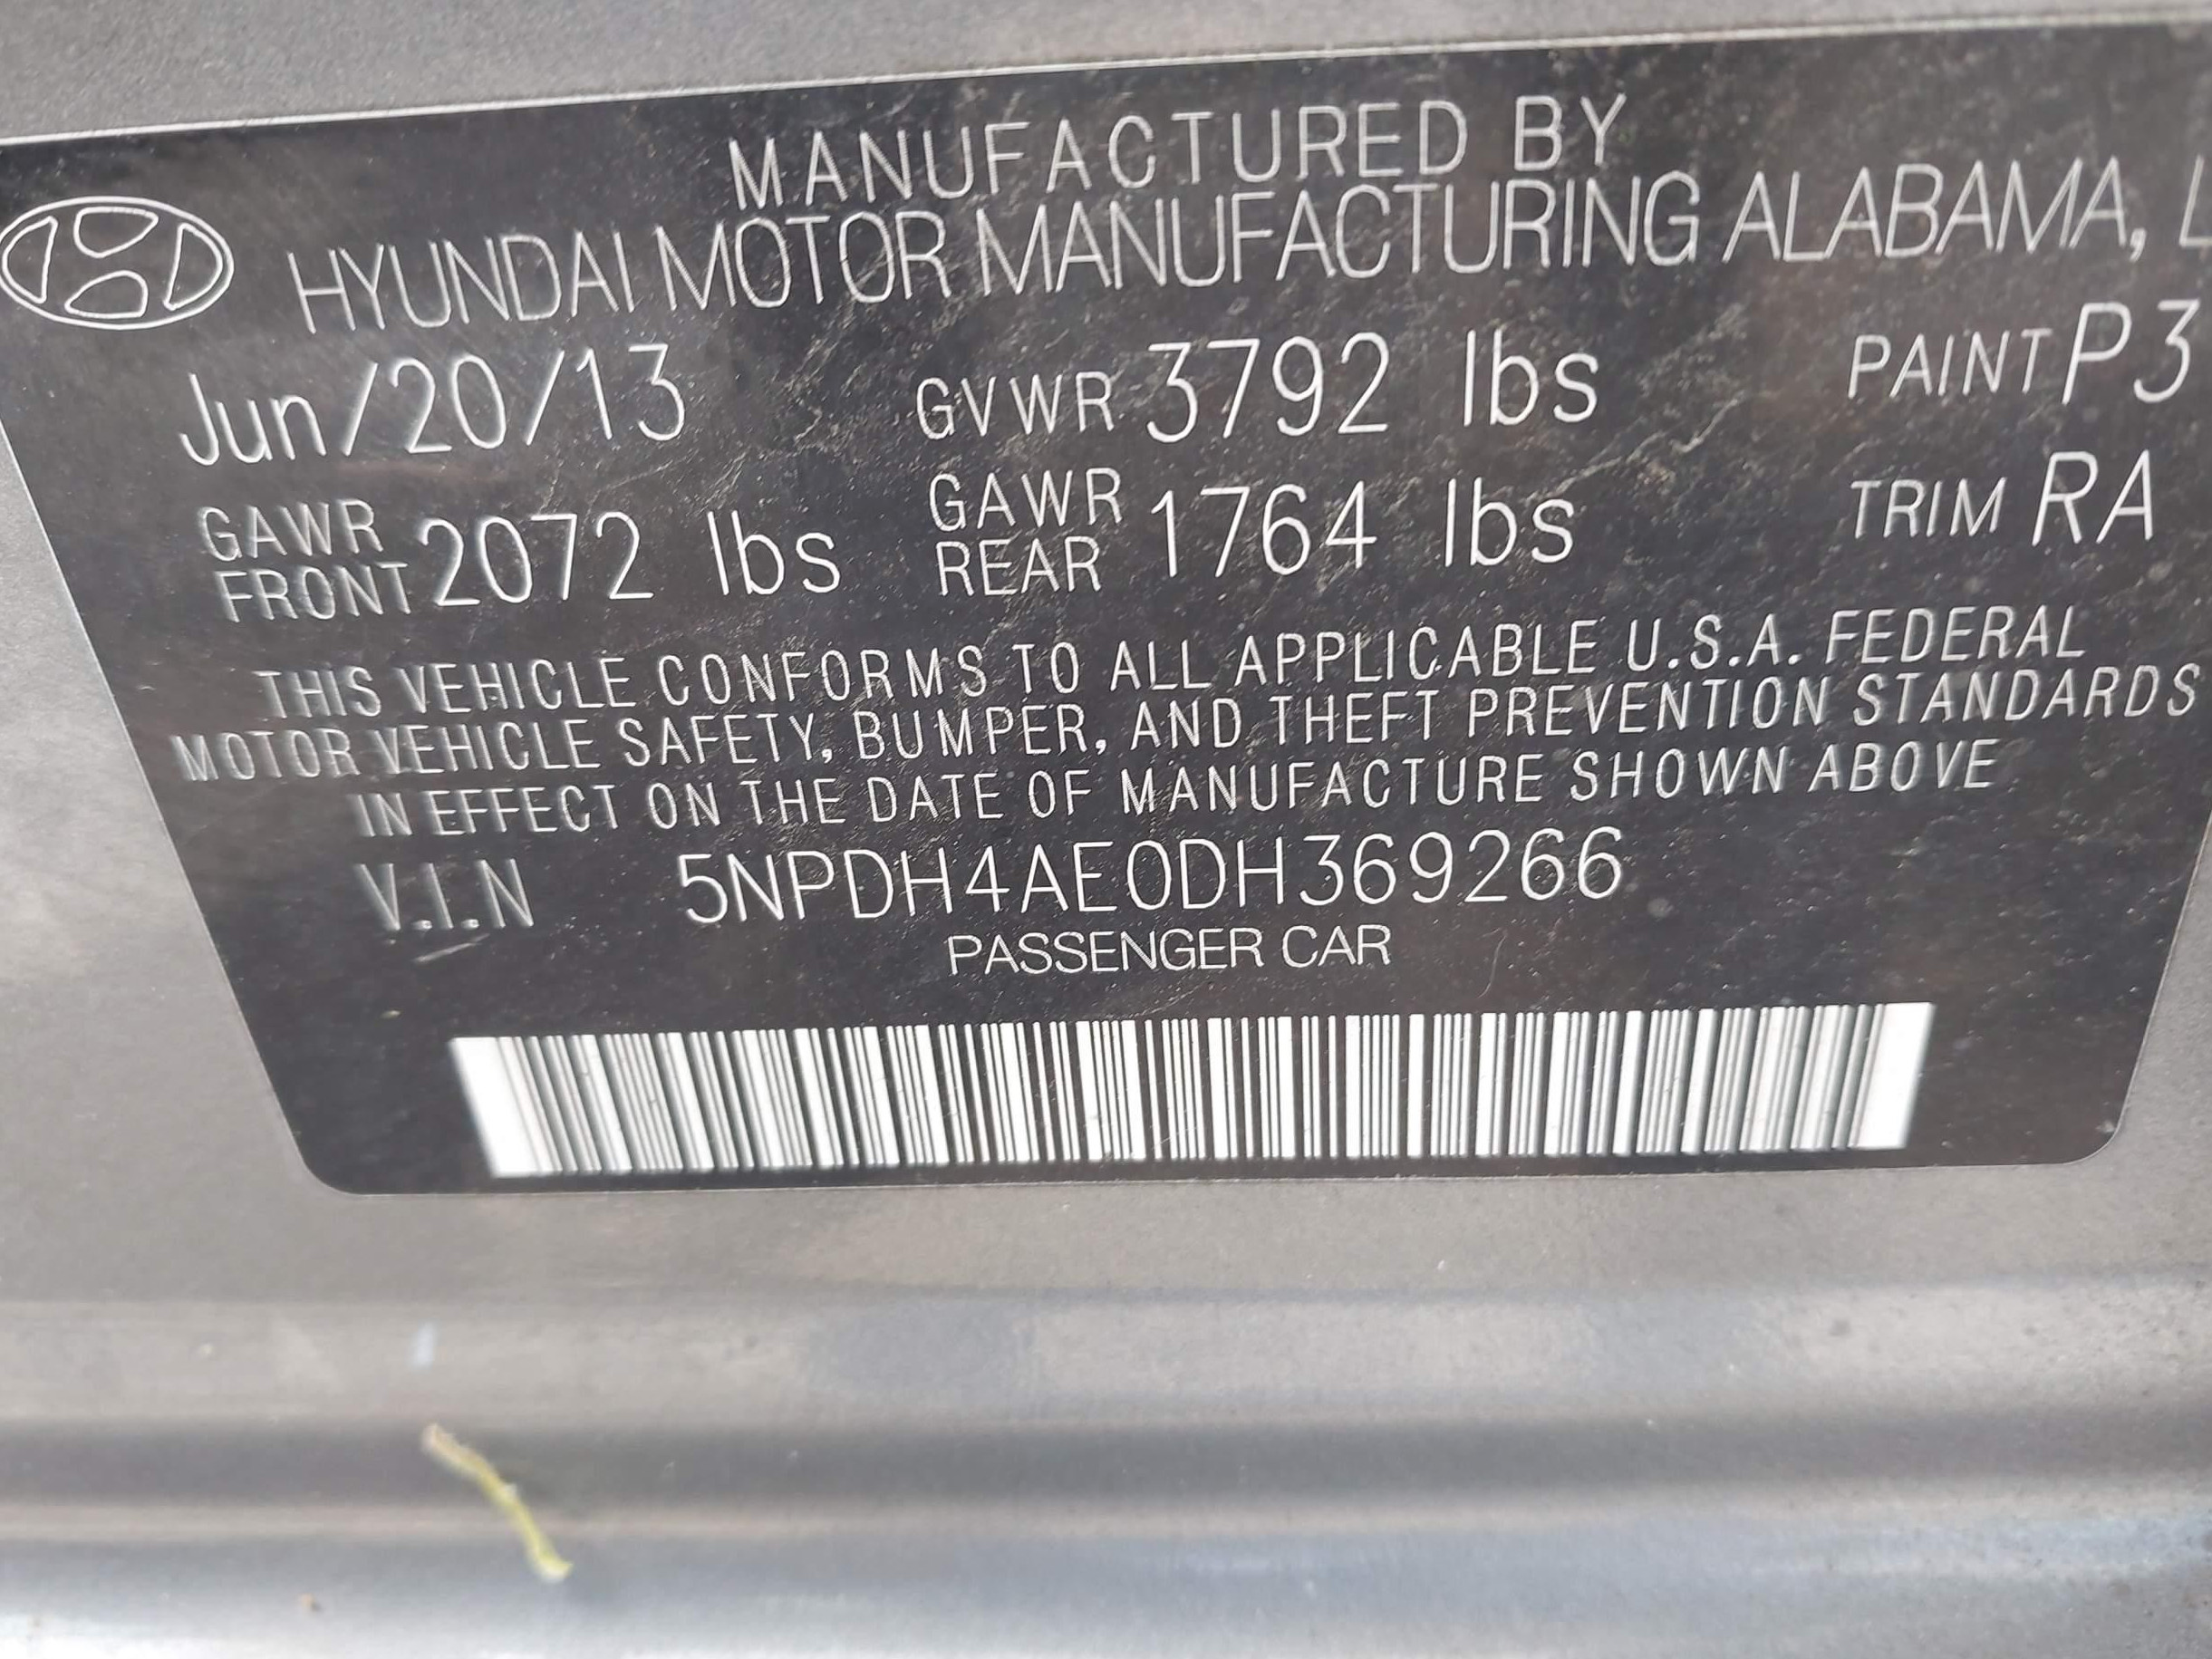 MANUFACTURED BY
HYUNDAI MOTOR MANUFACTURING ALABAMA, L
Jun/20/13 GVWR 3792 lbs PAINT P3
GAWR FRONT 2072 lbs GAWR REAR 1764 lbs TRIM RA
THIS VEHICLE CONFORMS TO ALL APPLICABLE U.S.A. FEDERAL
MOTOR VEHICLE SAFETY, BUMPER, AND THEFT PREVENTION STANDARDS
IN EFFECT ON THE DATE OF MANUFACTURE SHOWN ABOVE
V.I.N 5NPDH4AE0DH369266
PASSENGER CAR